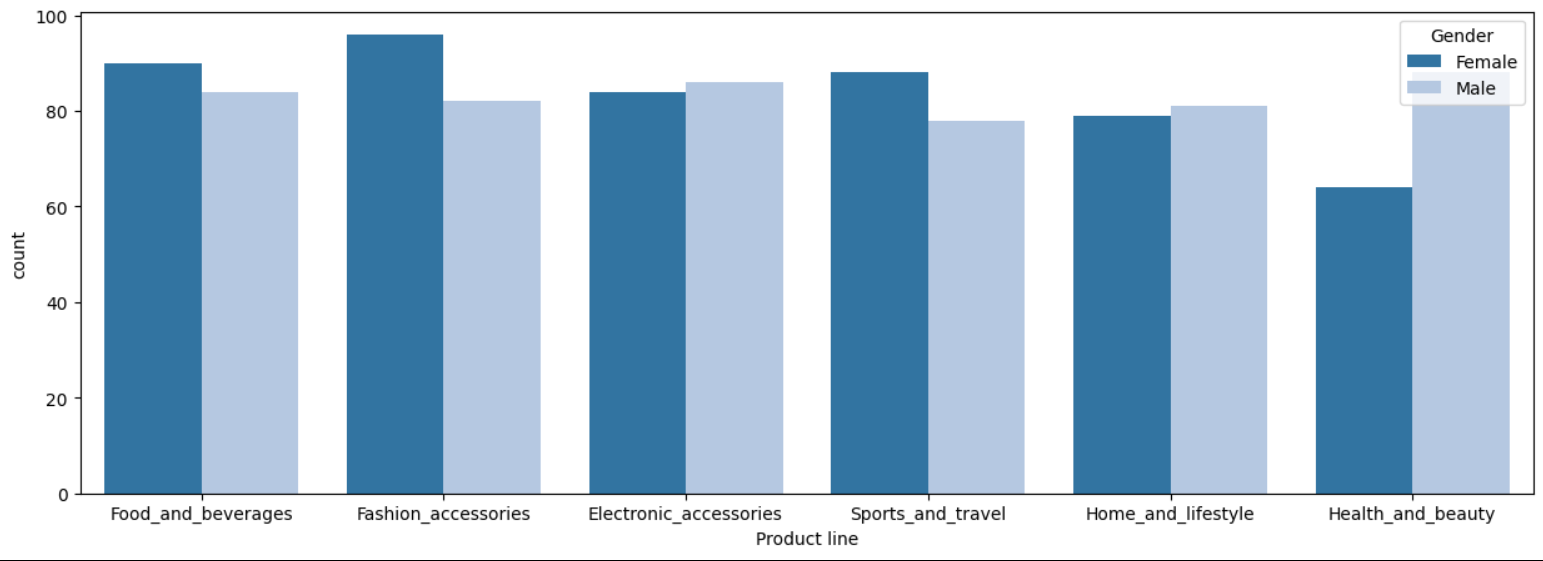 100
80
60
40
20
0
count
Gender
Female
Male
Food_and_beverages
Fashion_accessories
Electronic_accessories
Sports_and_travel
Home_and_lifestyle
Health_and_beauty
Product line